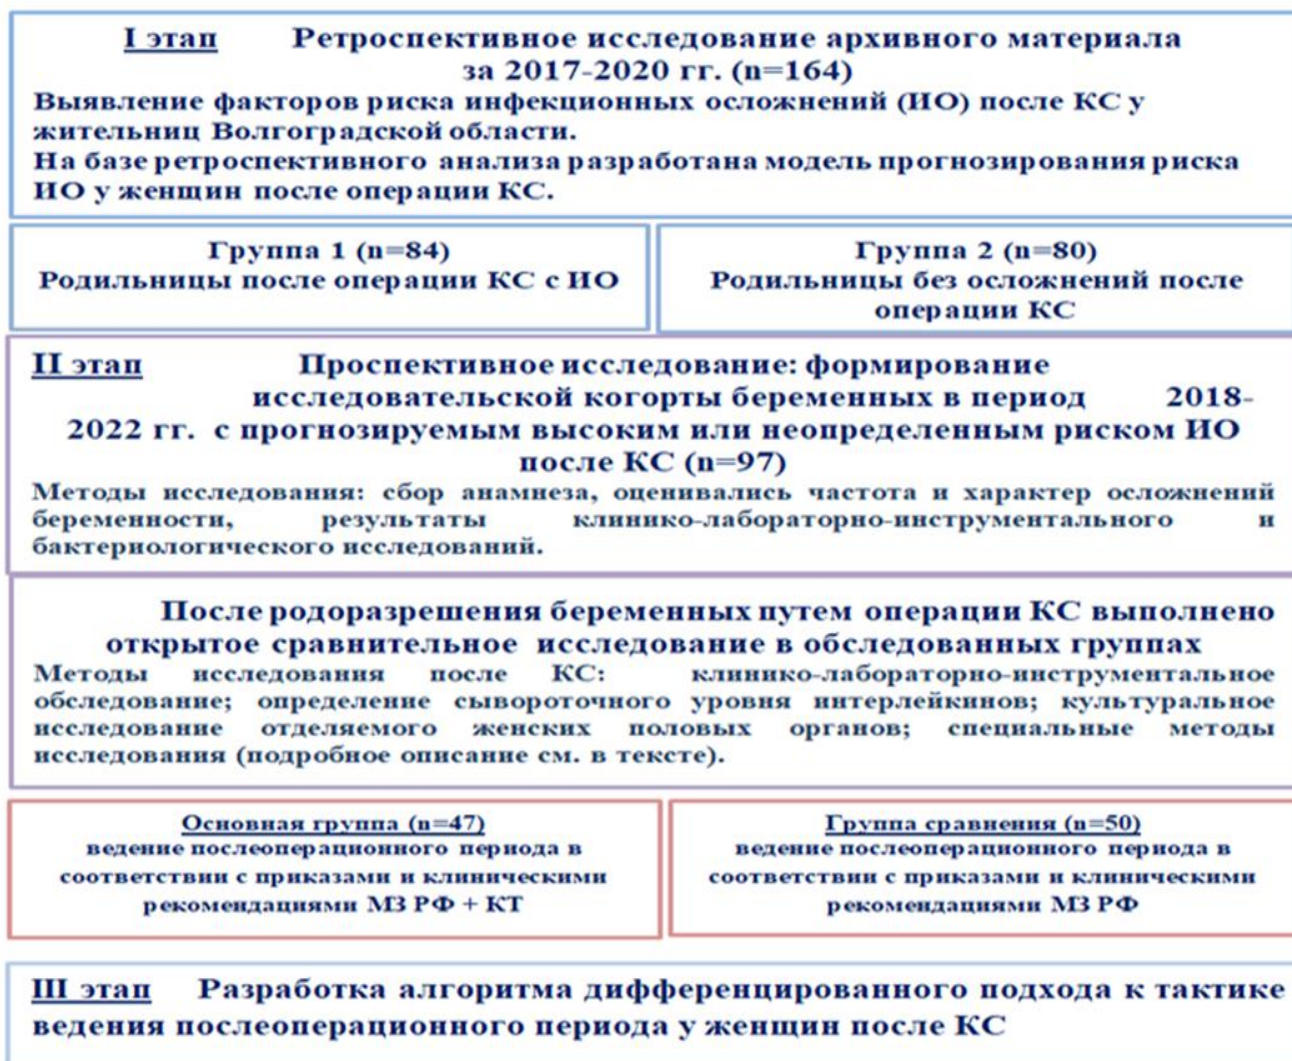 I этап Ретроспективное исследование архивного материала
за 2017-2020 гг. (n=164)
Выявление факторов риска инфекционных осложнений (ИО) после КС у
жительниц Волгоградской области.
На базе ретроспективного анализа разработана модель прогнозирования риска
ИО у женщин после операции КС.
Группа 1 (n=84)
Родильницы после операции КС с ИО
Группа 2 (n=80)
Родильницы без осложнений после
операции КС
II этап Проспективное исследование: формирование
исследовательской когорты беременных в период 2018-
2022 гг. с прогнозируемым высоким или неопределенным риском ИО
после КС (n=97)
Методы исследования: сбор анамнеза, оценивались частота и характер осложнений
беременности, результаты клинико-лабораторно-инструментального и
бактериологического исследований.
После родоразрешения беременных путем операции КС выполнено
открытое сравнительное исследование в обследованных группах
Методы исследования после КС: клинико-лабораторно-инструментальное
обследование; определение сывороточного уровня интерлейкинов; культуральное
исследование отделяемого женских половых органов; специальные методы
исследования (подробное описание см. в тексте).
Основная группа (n=47)
ведение послеоперационного периода в
соответствии с приказами и клиническими
рекомендациями МЗ РФ + КТ
Группа сравнения (n=50)
ведение послеоперационного периода в
соответствии с приказами и клиническими
рекомендациями МЗ РФ
III этап Разработка алгоритма дифференцированного подхода к тактике
ведения послеоперационного периода у женщин после КС